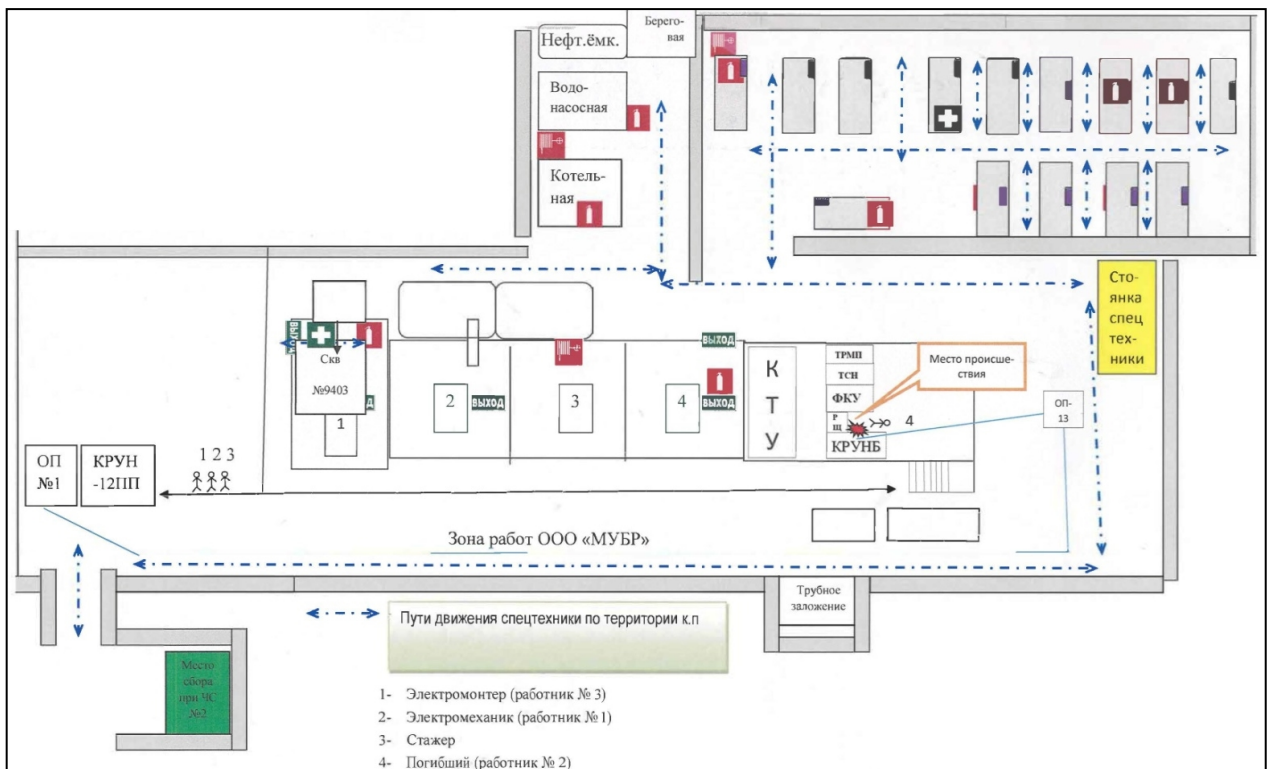 Берего-
вая
Нефт.ёмк.
Водо-
насосная
Котель-
ная
Сто-
янка
спец
тех-
ники
ВЫХОД
Скв
№9403
1
2
ВЫХОД
3
4
ВЫХОД
ВЫХОД
К
Т
У
ТРМП
ТСН
ФКУ
Р
Щ
КРУНБ
Место происше-
ствия
4
ОП-
13
ОП
№1
КРУН
-12ПП
1 2 3
Зона работ ООО «МУБР»
Трубное
заложение
Пути движения спецтехники по территории к.п
Место
сбора
при ЧС
№2
1- Электромонтер (работник № 3)
2- Электромеханик (работник № 1)
3- Стажер
4- Погибший (работник № 2)